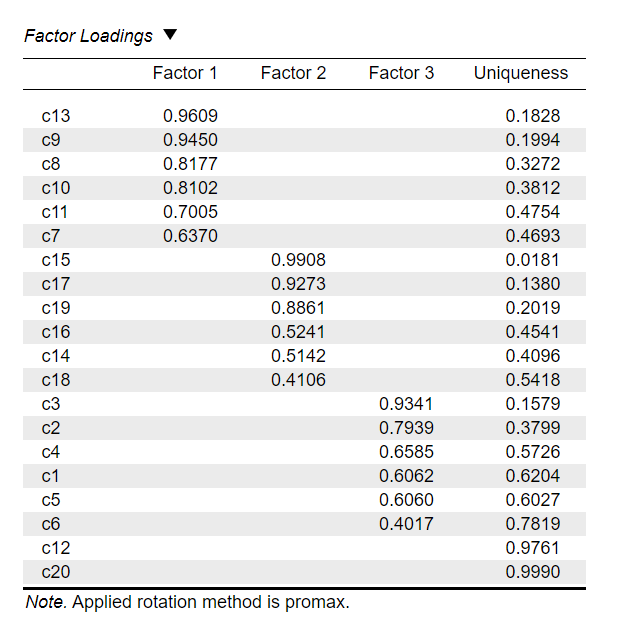 Factor Loadings ▼
Factor 1 Factor 2 Factor 3 Uniqueness
c13 0.9609 0.1828
c9 0.9450 0.1994
c8 0.8177 0.3272
c10 0.8102 0.3812
c11 0.7005 0.4754
c7 0.6370 0.4693
c15 0.9908 0.0181
c17 0.9273 0.1380
c19 0.8861 0.2019
c16 0.5241 0.4541
c14 0.5142 0.4096
c18 0.4106 0.5418
c3 0.9341 0.1579
c2 0.7939 0.3799
c4 0.6585 0.5726
c1 0.6062 0.6204
c5 0.6060 0.6027
c6 0.4017 0.7819
c12 0.9761
c20 0.9990
Note. Applied rotation method is promax.